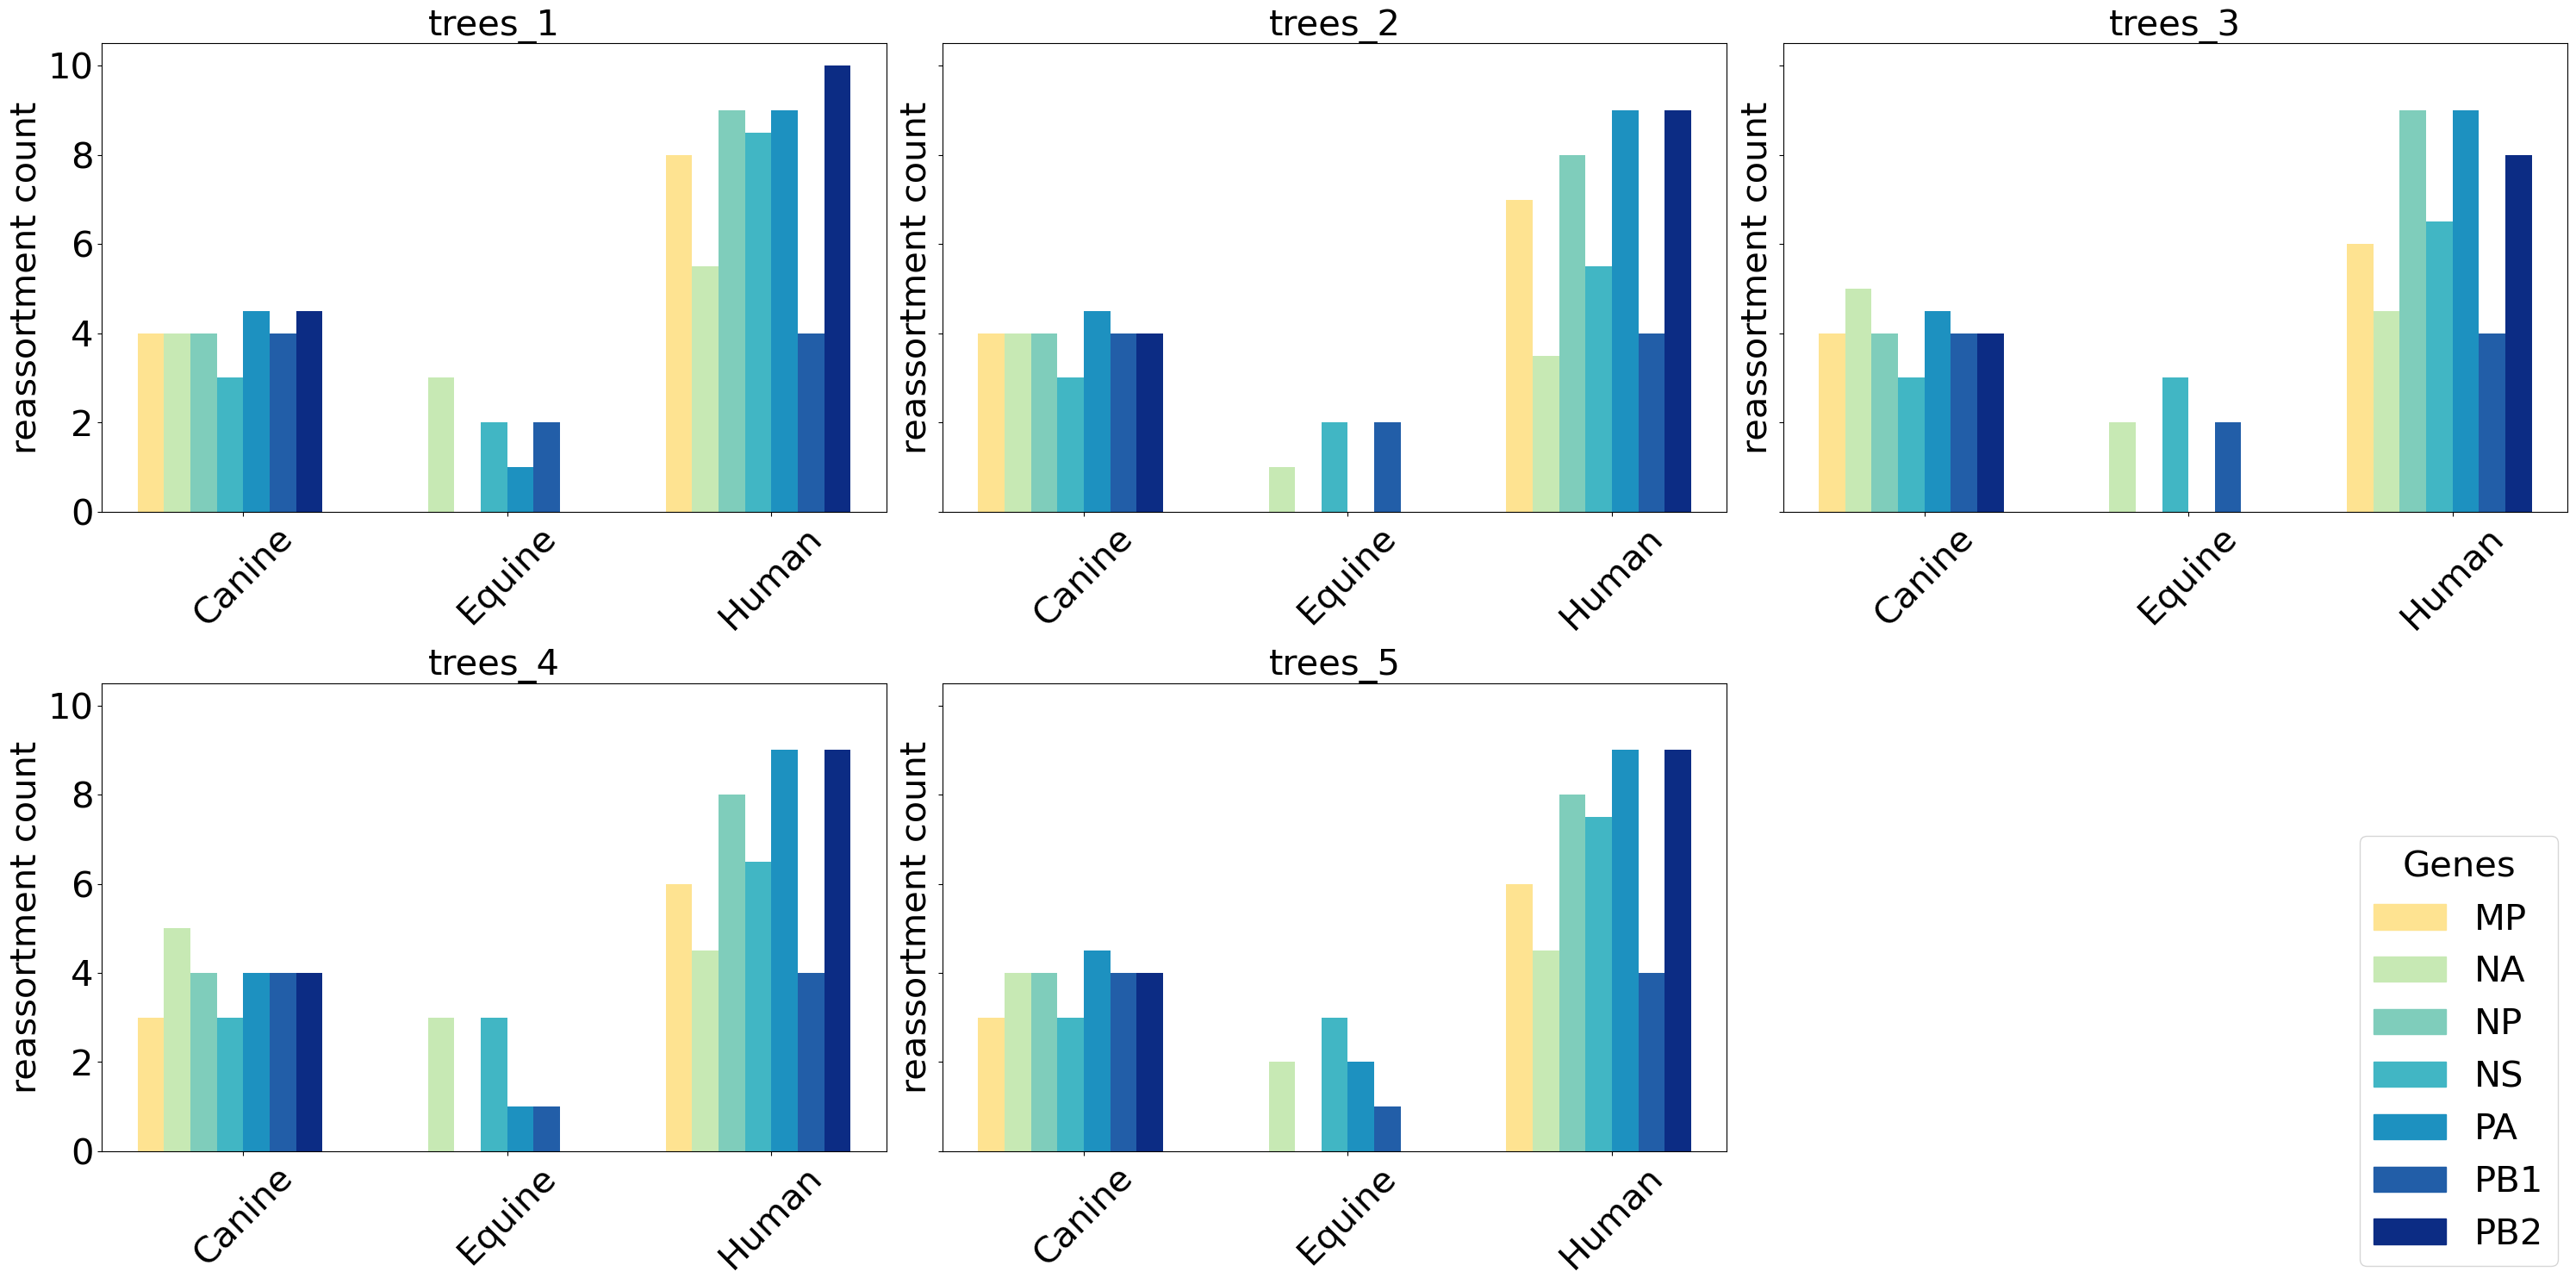 trees_1
trees_2
trees_3
reassortment count
10
8
6
4
2
0
reassortment count
reassortment count
Canine
Equine
Human
Canine
Equine
Human
Canine
Equine
Human
trees_4
trees_5
reassortment count
10
8
6
4
2
0
reassortment count
Canine
Equine
Human
Canine
Equine
Human
Genes
MP
NA
NP
NS
PA
PB1
PB2